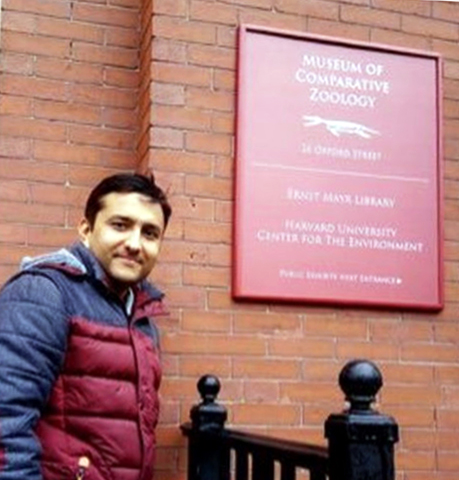 MUSEUM OF
COMPARATIVE
ZOOLOGY
26 OXFORD STREET
ERNST MAYR LIBRARY
HARVARD UNIVERSITY
CENTER FOR THE ENVIRONMENT
PUBLIC EXHIBITS NEXT ENTRANCE